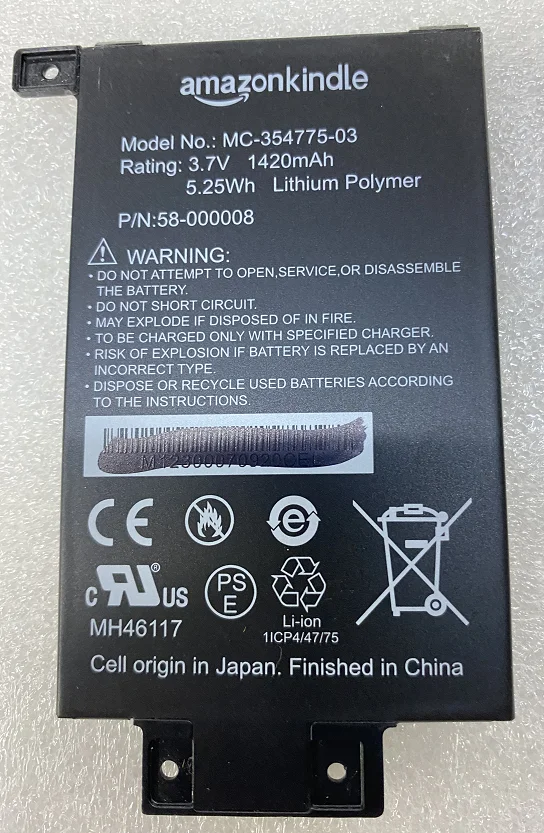 amazonkindle
Model No.: MC-354775-03
Rating: 3.7V 1420mAh
5.25Wh Lithium Polymer
P/N:58-000008
WARNING:
• DO NOT ATTEMPT TO OPEN,SERVICE,OR DISASSEMBLE
THE BATTERY.
• DO NOT SHORT CIRCUIT.
• MAY EXPLODE IF DISPOSED OF IN FIRE.
• TO BE CHARGED ONLY WITH SPECIFIED CHARGER.
• RISK OF EXPLOSION IF BATTERY IS REPLACED BY AN
INCORRECT TYPE.
• DISPOSE OR RECYCLE USED BATTERIES ACCORDING
TO THE INSTRUCTIONS.
CE
c RU® US
PS
E
MH46117
Li-ion
1ICP4/47/75
Cell origin in Japan. Finished in China